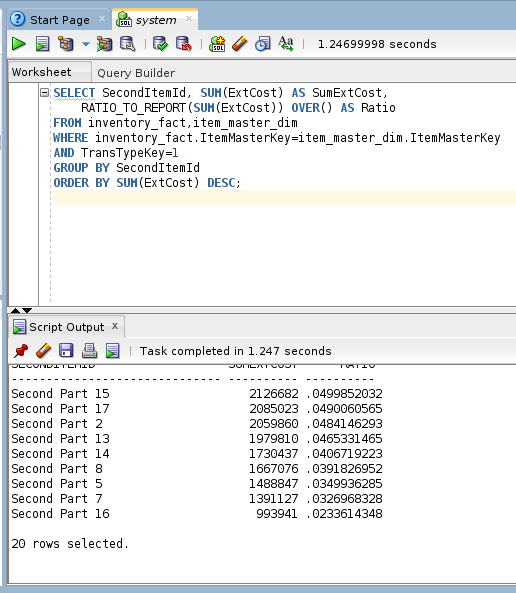 Start Page
system
1.24699998 seconds
Worksheet
Query Builder
SELECT SecondItemId, SUM(ExtCost) AS SumExtCost,
RATIO_TO_REPORT(SUM(ExtCost)) OVER() AS Ratio
FROM inventory_fact,item_master_dim
WHERE inventory_fact.ItemMasterKey=item_master_dim.ItemMasterKey
AND TransTypeKey=1
GROUP BY SecondItemId
ORDER BY SUM(ExtCost) DESC;
Script Output x
Task completed in 1.247 seconds
SECONDITEMID SUMEXTCOST RATIO
------------------------------ ---------- ----------
Second Part 15 2126682 .0499852032
Second Part 17 2085023 .0490060565
Second Part 2 2059860 .0484146293
Second Part 13 1979810 .0465331465
Second Part 14 1730437 .0406719223
Second Part 8 1667076 .0391826952
Second Part 5 1488847 .0349936285
Second Part 7 1391127 .0326968328
Second Part 16 993941 .0233614348
20 rows selected.